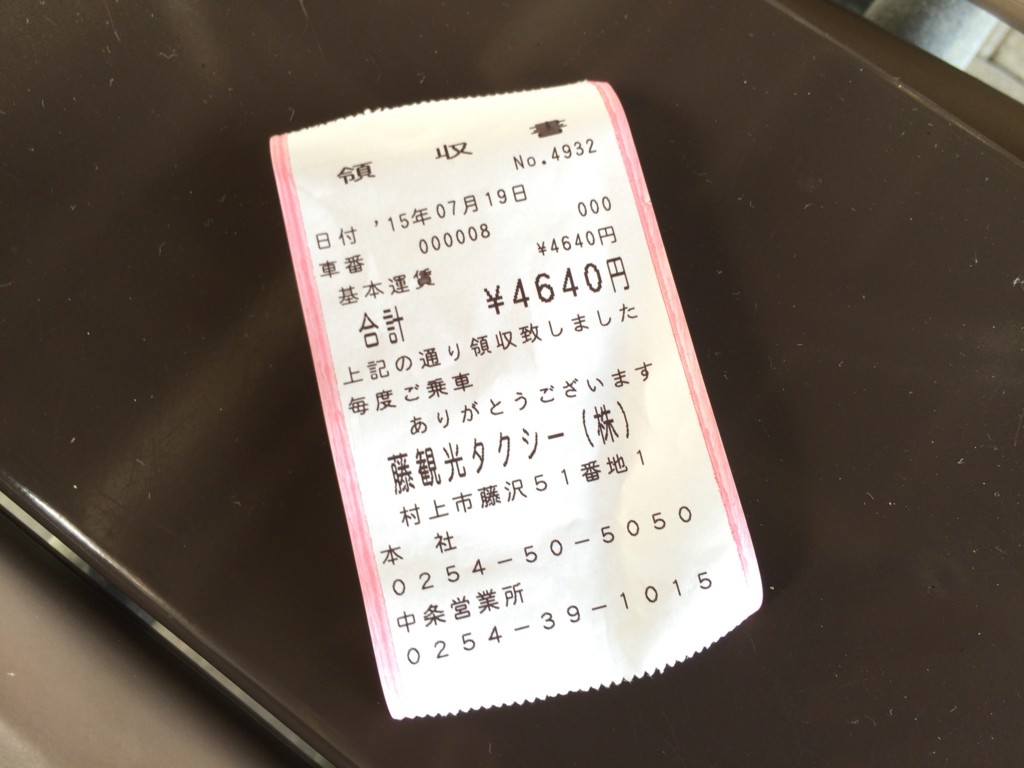 領収書
No.4932
日付 '15年07月19日
車番 000008 000
基本運賃 ¥4640円
合計 ¥4640円
上記の通り領収致しました
毎度ご乗車
ありがとうございます
藤観光タクシー(株)
村上市藤沢51番地1
本社
0254-50-5050
中条営業所
0254-39-1015